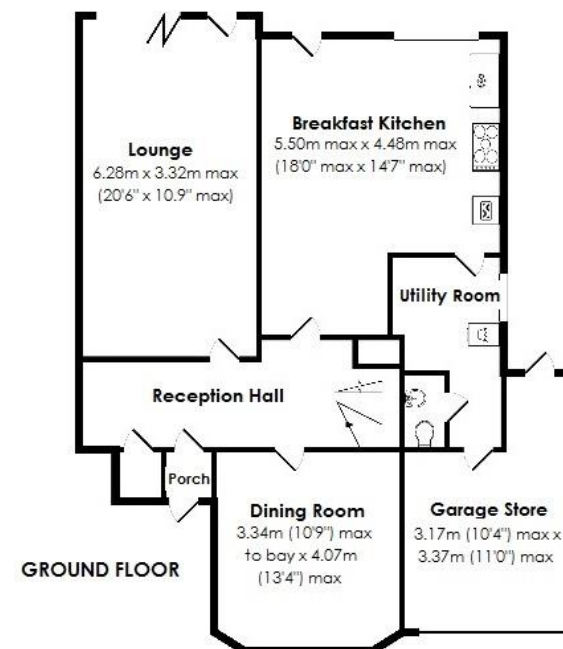 Breakfast Kitchen
5.50m max x 4.48m max
(18'0" max x 14'7" max)
Lounge
6.28m x 3.32m max
(20'6" x 10.9" max)
Utility Room
Reception Hall
Porch
Dining Room
3.34m (10'9") max
to bay x 4.07m
(13'4") max
Garage Store
3.17m (10'4") max x
3.37m (11'0") max
GROUND FLOOR